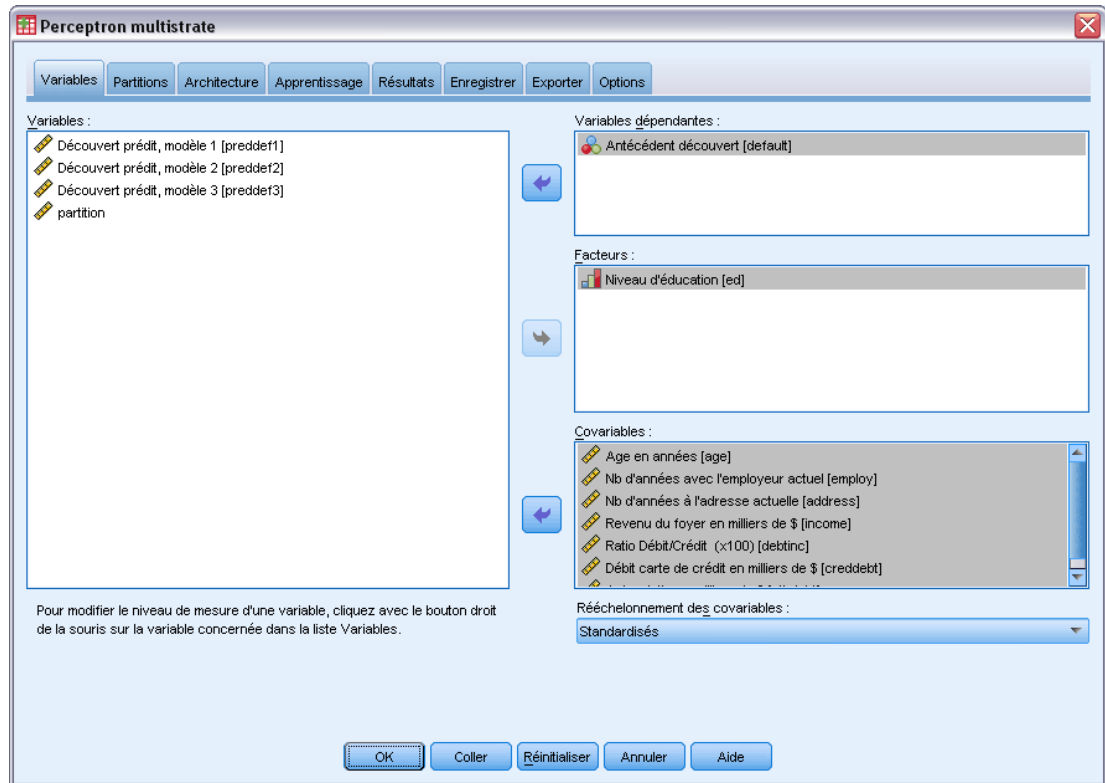 Perceptron multistrate
Variables Partitions Architecture Apprentissage Résultats Enregistrer Exporter Options
Variables :
Découvert prédit, modèle 1 [preddef1]
Découvert prédit, modèle 2 [preddef2]
Découvert prédit, modèle 3 [preddef3]
partition
Variables dépendantes :
Antécédent découvert [default]
Facteurs :
Niveau d'éducation [ed]
Covariables :
Age en années [age]
Nb d'années avec l'employeur actuel [employ]
Nb d'années à l'adresse actuelle [address]
Revenu du foyer en milliers de $ [income]
Ratio Débit/Crédit (x100) [debtinc]
Débit carte de crédit en milliers de $ [creddebt]
Pour modifier le niveau de mesure d'une variable, cliquez avec le bouton droit
de la souris sur la variable concernée dans la liste Variables.
Rééchelonnement des covariables :
Standardisés
OK Coller Réinitialiser Annuler Aide